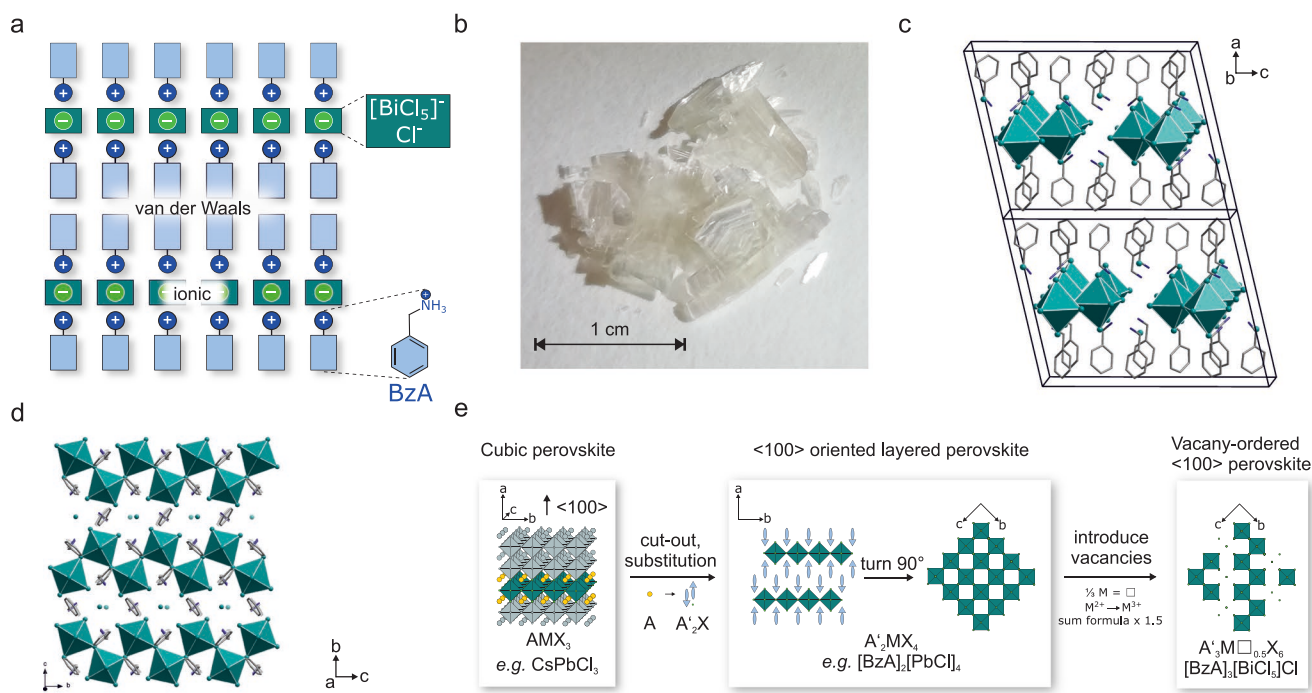 a
[BiCl5]-
Cl-
+
+
+
+
+
+
−
−
−
−
−
−
+
+
+
+
+
+
van der Waals
+
+
+
+
+
+
−
−
−
−
−
−
ionic
+
+
+
+
+
+
+
NH3
BzA
b
1 cm
c
a
b
c
d
c
b
b
a
c
e
Cubic perovskite
<100> oriented layered perovskite
Vacany-ordered
<100> perovskite
a
c
b
<100>
cut-out,
substitution
A → A‘2X
AMX3
e.g. CsPbCl3
a
b
turn 90°
c
b
A‘2MX4
e.g. [BzA]2[PbCl]4
introduce
vacancies
⅓ M = □
M2+ → M3+
sum formula x 1.5
c
b
A‘3M□0.5X6
[BzA]3[BiCl5]Cl